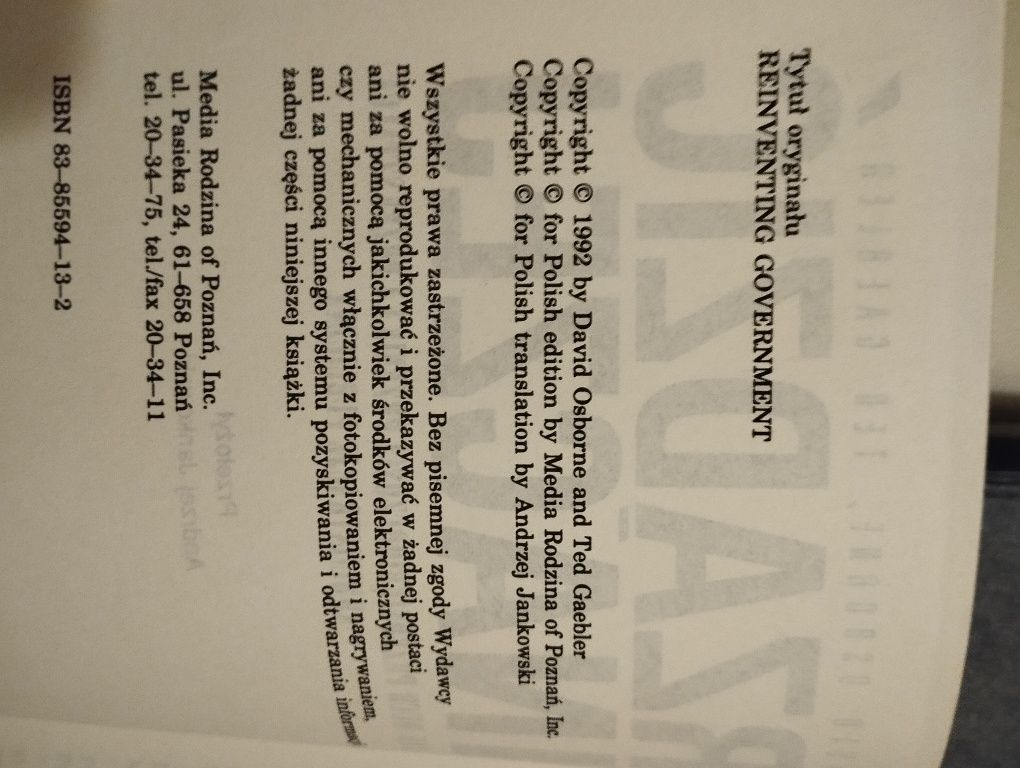 Tytuł oryginału
REINVENTING GOVERNMENT
Copyright © 1992 by David Osborne and Ted Gaebler
Copyright © for Polish edition by Media Rodzina of Poznań, Inc.
Copyright © for Polish translation by Andrzej Jankowski
Wszystkie prawa zastrzeżone. Bez pisemnej zgody Wydawcy
nie wolno reprodukować i przekazywać w żadnej postaci
ani za pomocą jakichkolwiek środków elektronicznych
czy mechanicznych włącznie z fotokopiowaniem i nagrywaniem,
ani za pomocą innego systemu pozyskiwania i odtwarzania
żadnej części niniejszej książki.
Media Rodzina of Poznań, Inc.
ul. Pasieka 24, 61–658 Poznań
tel. 20–34–75, tel./fax 20–34–11
ISBN 83–85594–13–2